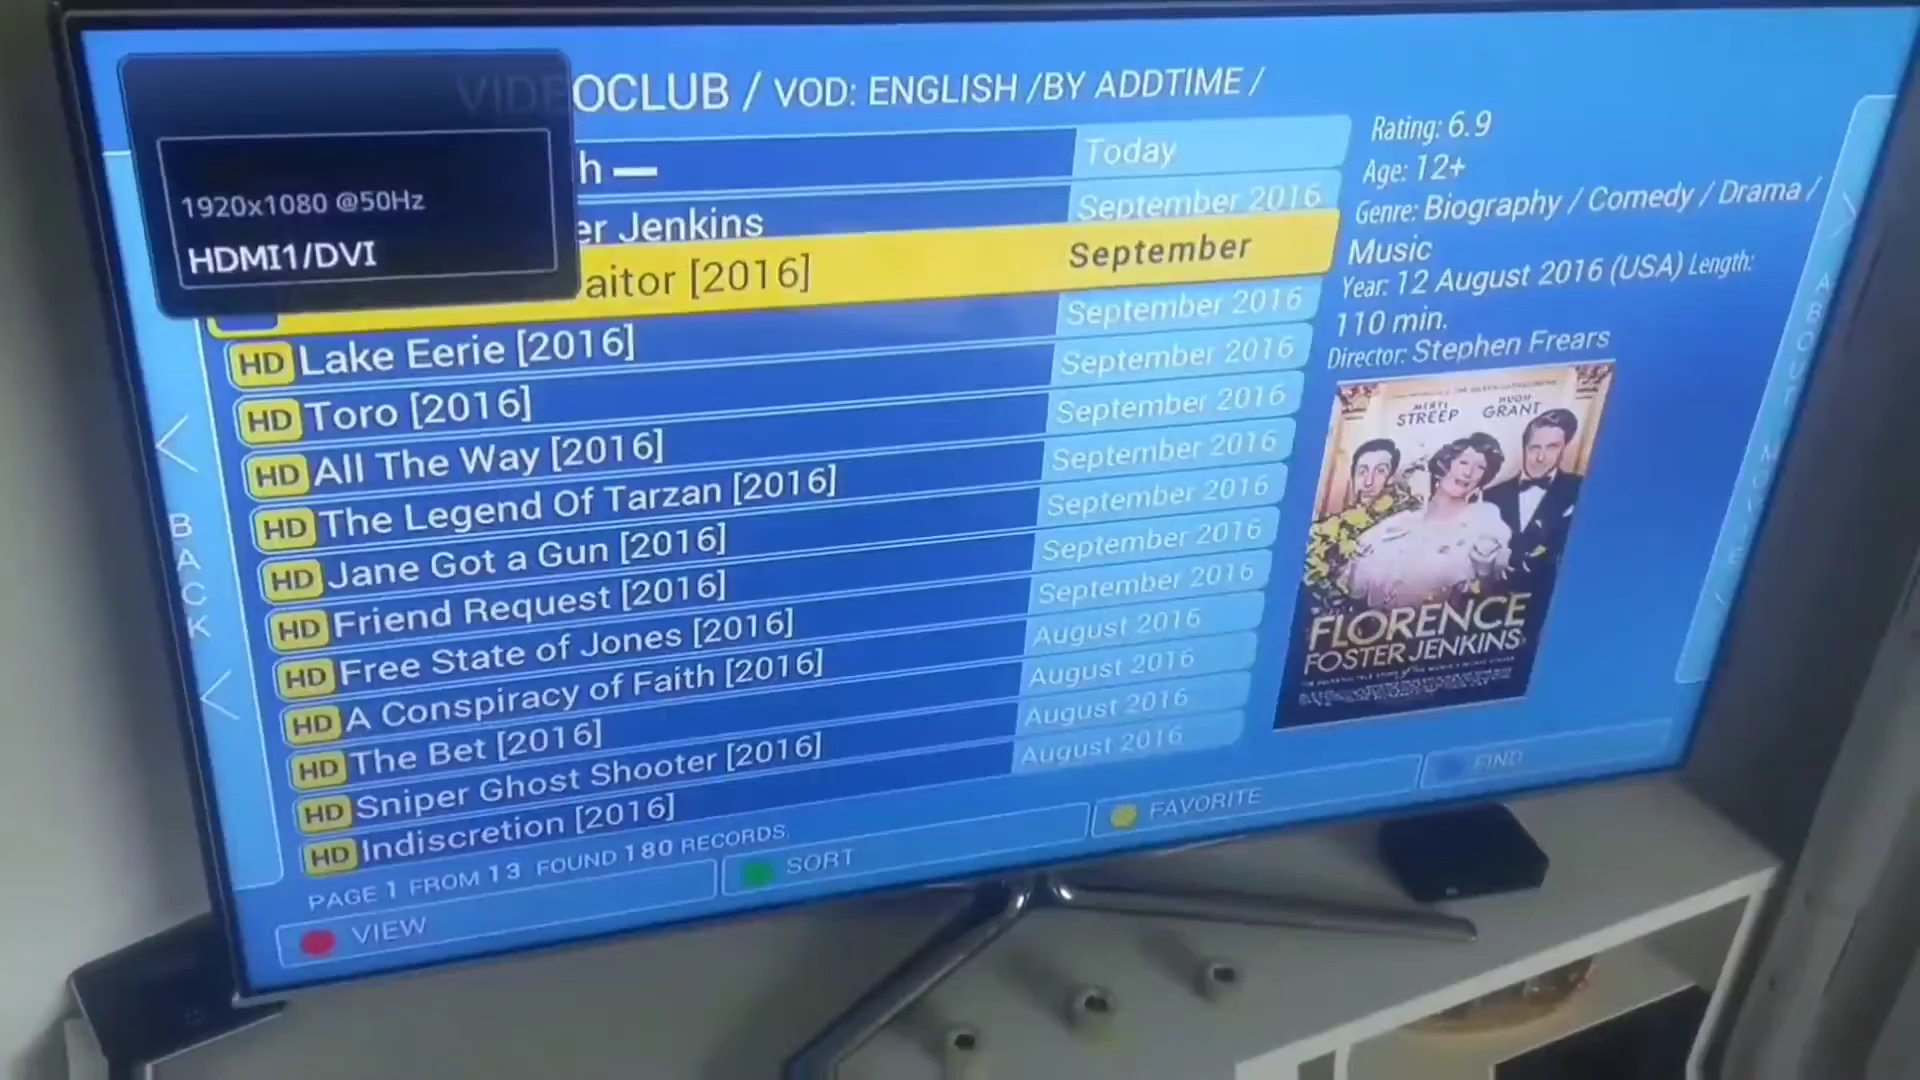 VIDEOCLUB / VOD: ENGLISH /BY ADDTIME /
1920x1080 @50Hz
HDMI1/DVI
h
Today
er Jenkins
September 2016
aitor [2016]
September
September 2016
HD Lake Eerie [2016]
September 2016
HD Toro [2016]
September 2016
HD All The Way [2016]
September 2016
HD The Legend Of Tarzan [2016]
September 2016
HD Jane Got a Gun [2016]
September 2016
HD Friend Request [2016]
September 2016
HD Free State of Jones [2016]
August 2016
HD A Conspiracy of Faith [2016]
August 2016
HD The Bet [2016]
August 2016
HD Sniper Ghost Shooter [2016]
August 2016
HD Indiscretion [2016]
PAGE 1 FROM 13 FOUND 180 RECORDS.
VIEW
SORT
FAVORITE
FIND
BACK
Rating: 6.9
Age: 12+
Genre: Biography / Comedy / Drama /
Music
Year: 12 August 2016 (USA) Length:
110 min.
Director: Stephen Frears
MERYL STREEP
HUGH GRANT
FLORENCE
FOSTER JENKINS
ABOUT MOVIE